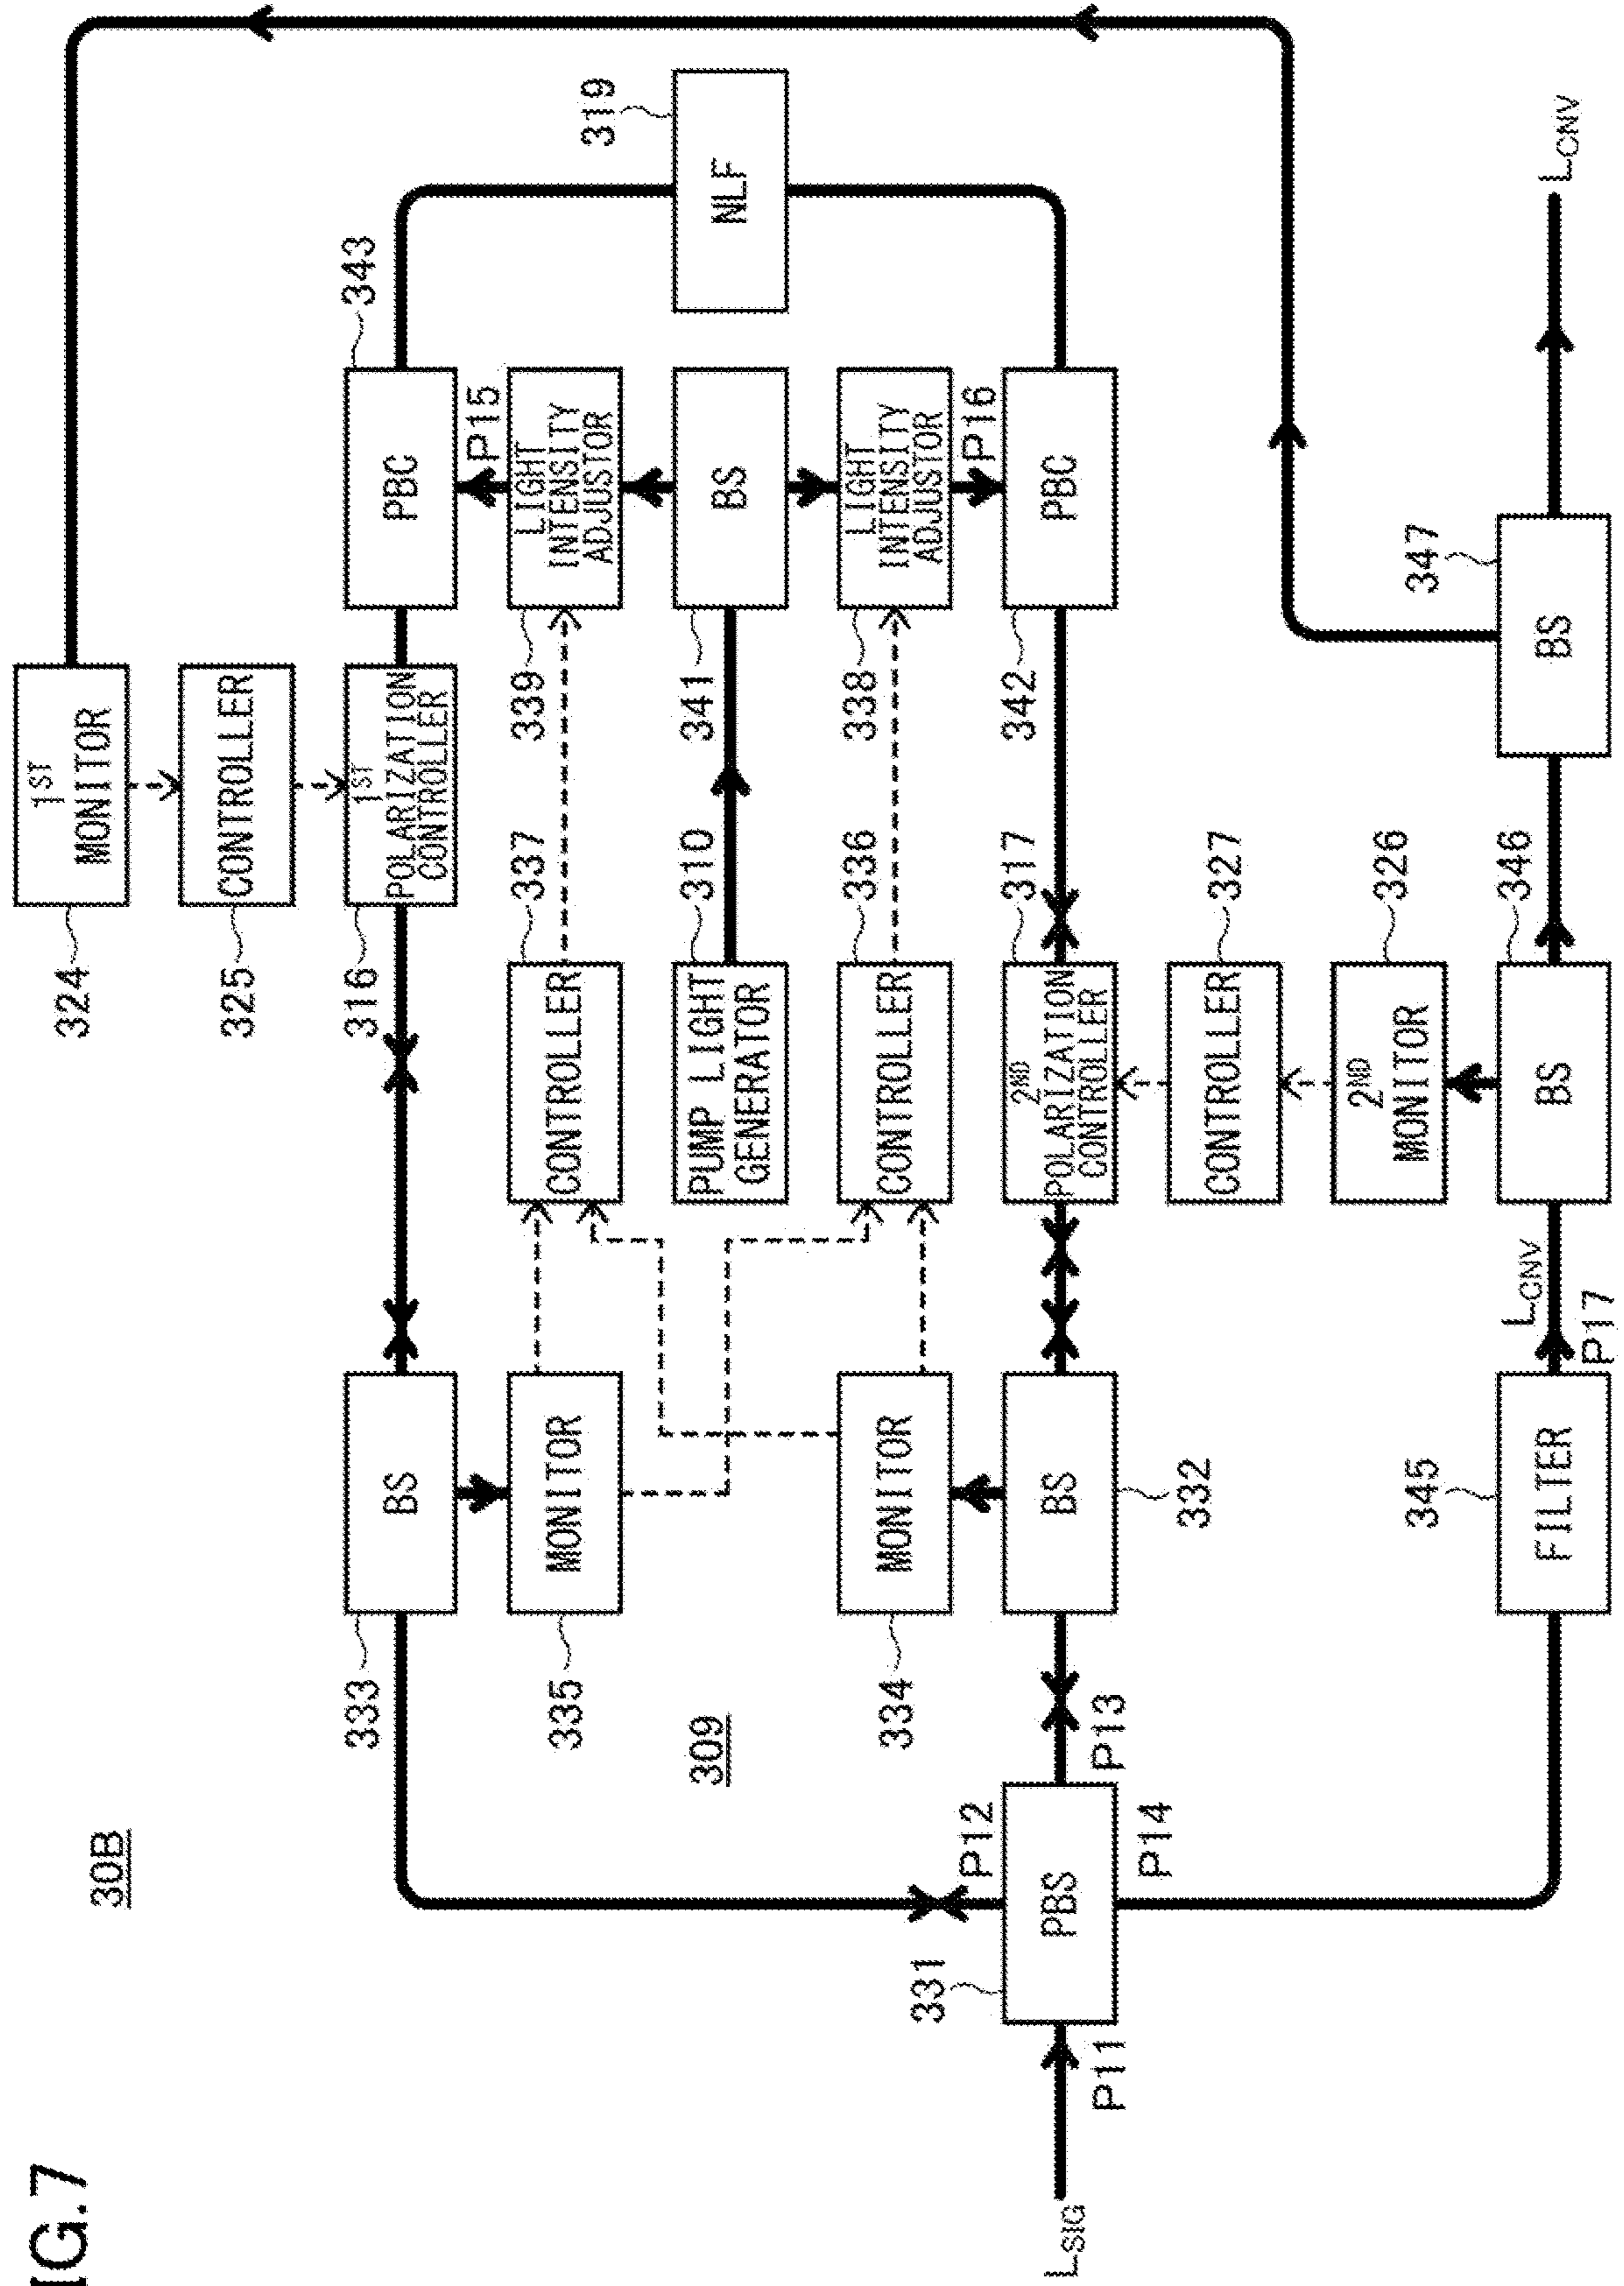 IG.7
30B
324
1ST
MONITOR
325
CONTROLLER
316
1ST
POLARIZATION
CONTROLLER
343
PBC
P15
319
NLF
333
BS
335
MONITOR
337
CONTROLLER
339
LIGHT
INTENSITY
ADJUSTOR
309
310
PUMP LIGHT
GENERATOR
341
BS
334
MONITOR
336
CONTROLLER
338
LIGHT
INTENSITY
ADJUSTOR
P16
LSIG
P11
331
PBS
P12
P13
P14
332
BS
317
2ND
POLARIZATION
CONTROLLER
342
PBC
327
CONTROLLER
326
2ND
MONITOR
345
FILTER
LCNV
P17
346
BS
347
BS
LCNV